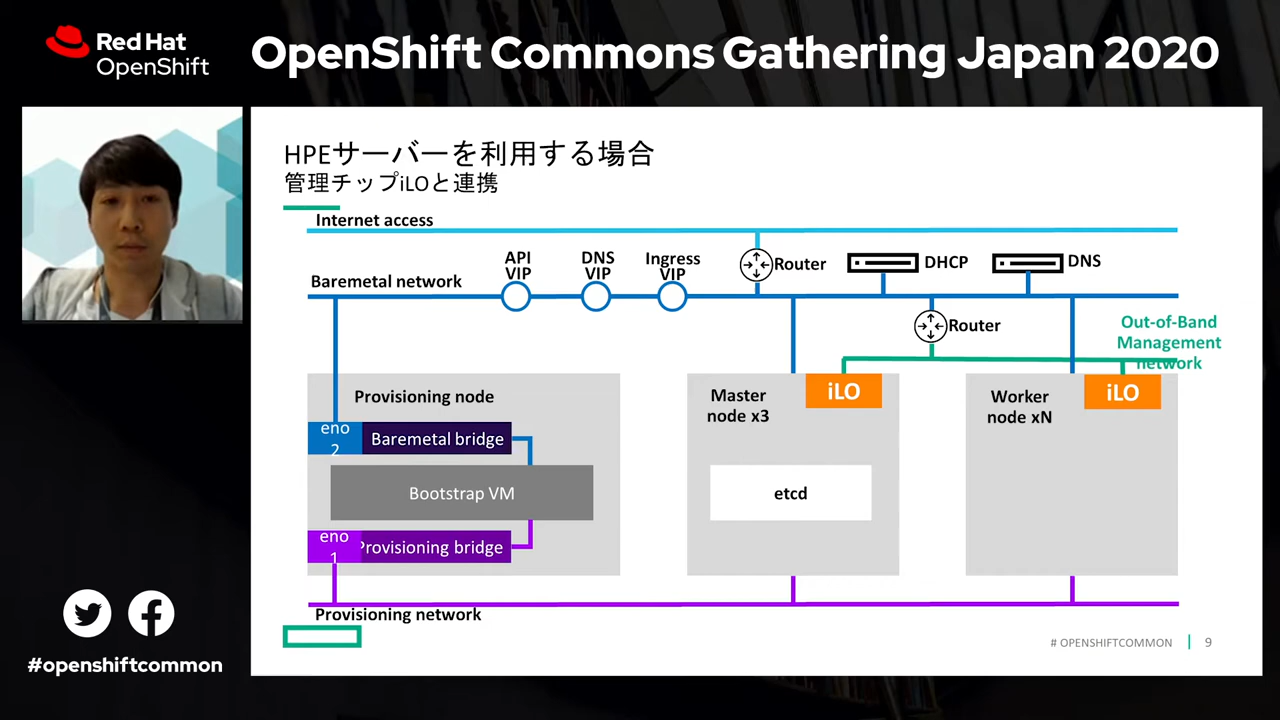 Red Hat
OpenShift
OpenShift Commons Gathering Japan 2020
HPEサーバーを利用する場合
管理チップiLOと連携
Internet access
API
VIP
DNS
VIP
Ingress
VIP
Router
DHCP
DNS
Baremetal network
Router
Out-of-Band
Management
network
Provisioning node
Master
node x3
iLO
Worker
node xN
iLO
eno
2
Baremetal bridge
Bootstrap VM
etcd
eno
1
Provisioning bridge
Provisioning network
# OPENSHIFTCOMMON
9
#openshiftcommon